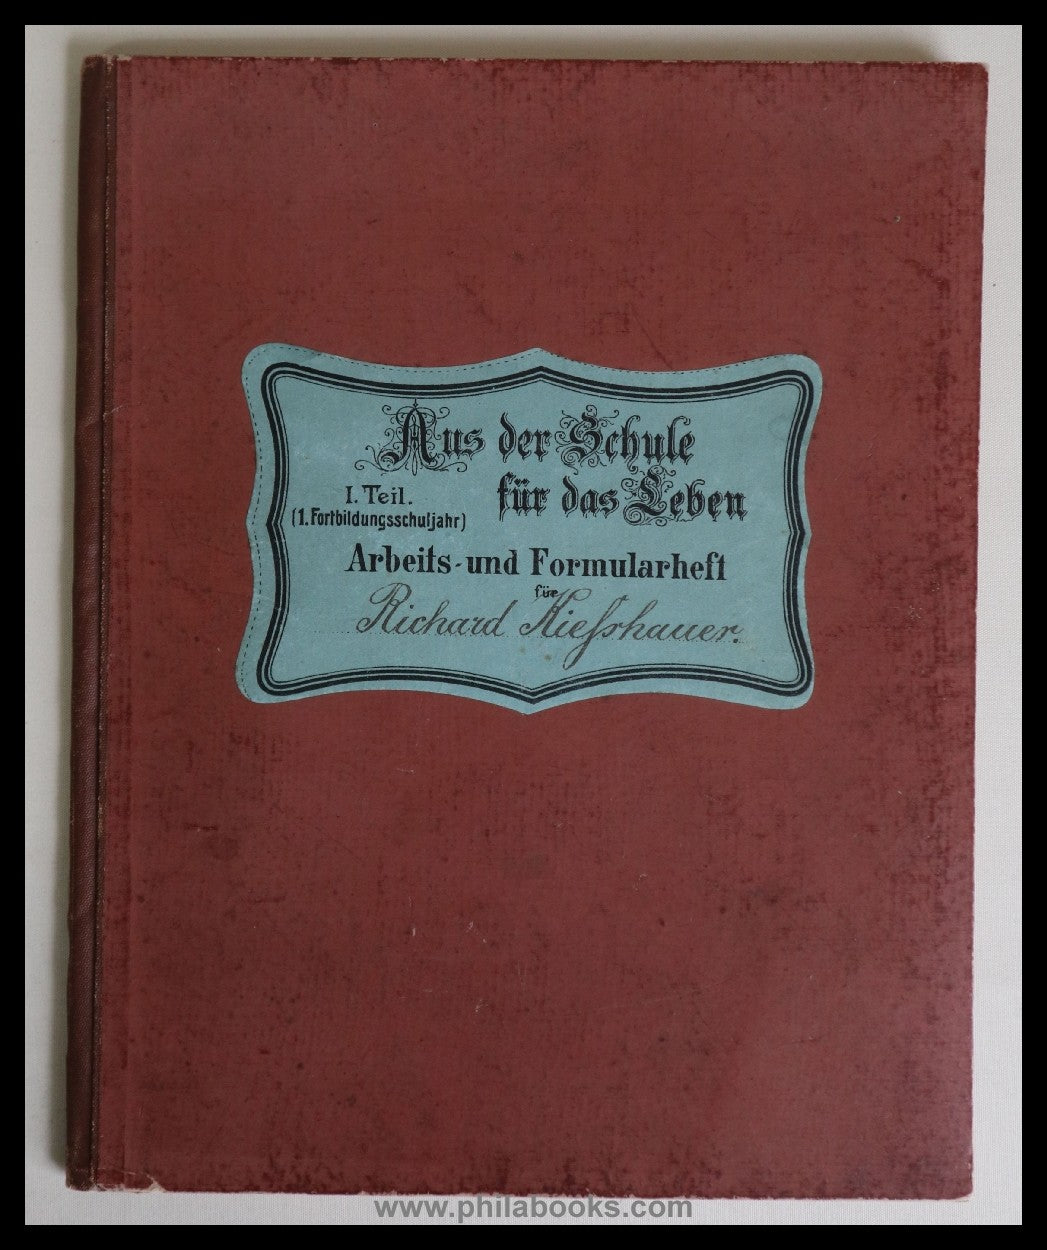 Aus der Schule
für das Leben
I. Teil.
(1. Fortbildungsschuljahr)
Arbeits- und Formularheft
für
Richard Kießhauer.
www.philabooks.com